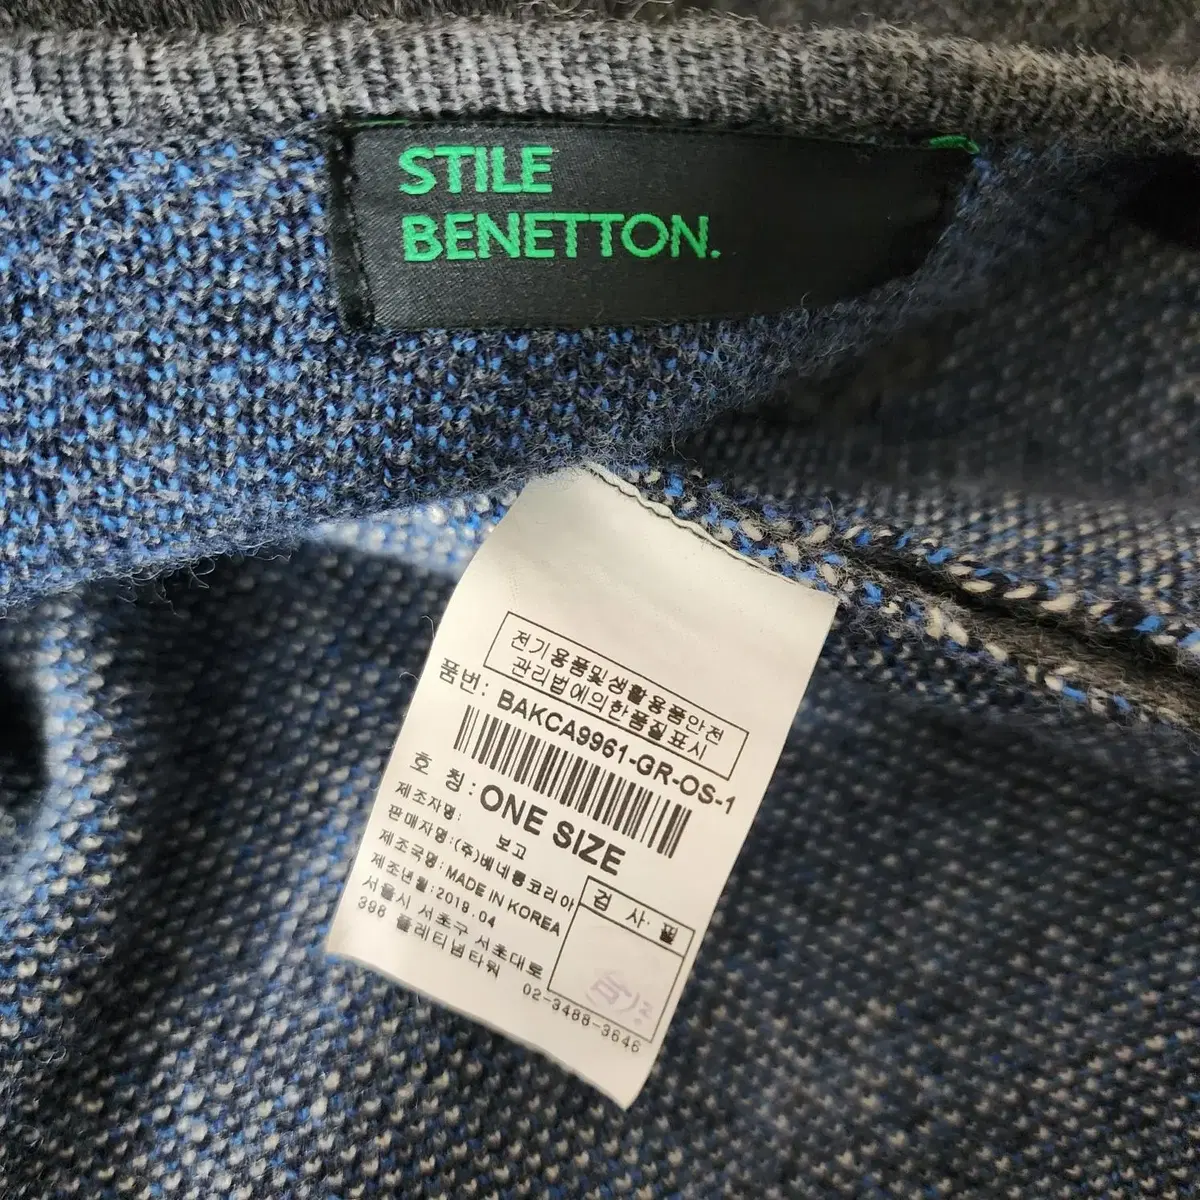 STILE
BENETTON.
전기용품및생활용품안전
관리법에의한품질표시
품번: BAKCA9961-GR-OS-1
호 칭: ONE SIZE
제조자명: 보고
판매자명:(주)베네통코리아
제조국명: MADE IN KOREA
제조년월: 2019.04
서울시 서초구 서초대로
398 플래티넘타워
02-3488-3646
검 사 필